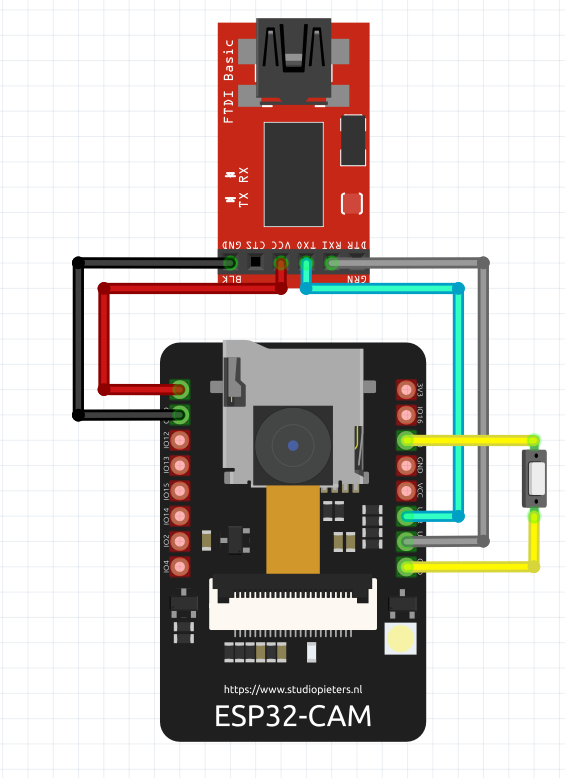 FTDI Basic
TX RX
GND CTS VCC TXO RXI DTR
BLK GRN
3V3
IO16
IO12
IO13
GND
IO15
VCC
IO14
IO2
IO4
https://www.studiopieters.nl
ESP32-CAM